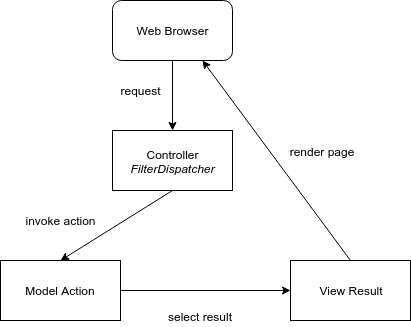 Web Browser
request
Controller
FilterDispatcher
render page
invoke action
Model Action
View Result
select result